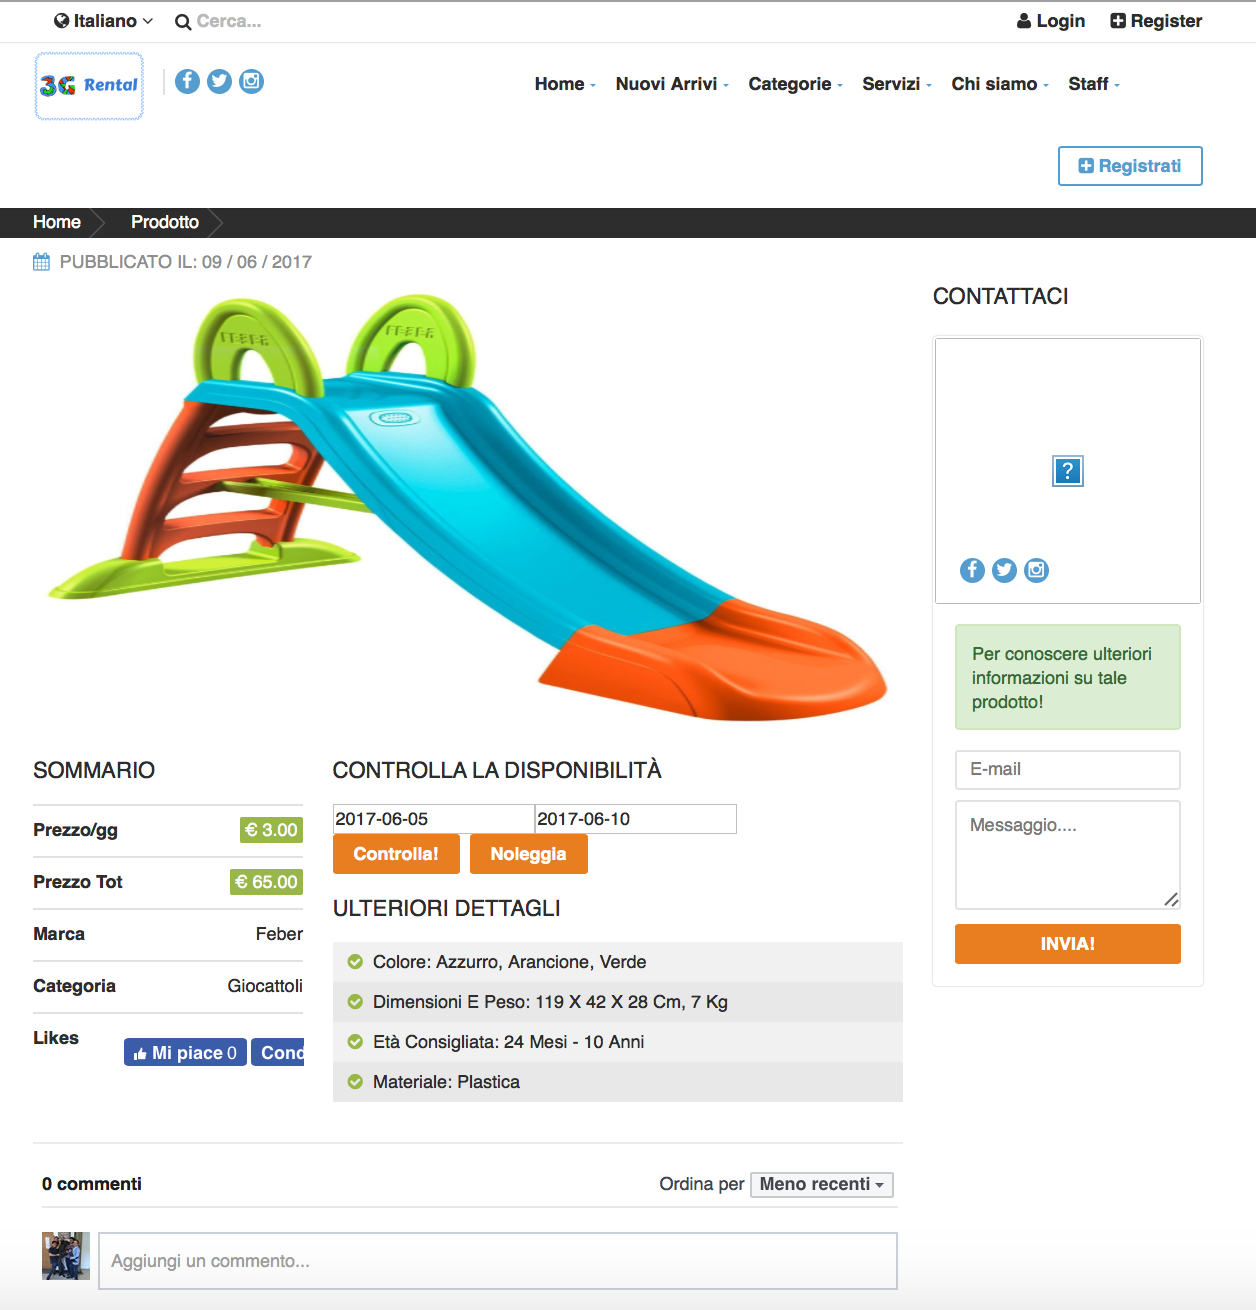 Italiano
Cerca...
Login
Register
3G Rental
Home
Nuovi Arrivi
Categorie
Servizi
Chi siamo
Staff
Registrati
Home
Prodotto
PUBBLICATO IL: 09 / 06 / 2017
CONTATTACI
?
Per conoscere ulteriori
informazioni su tale
prodotto!
E-mail
Messaggio....
INVIA!
SOMMARIO
Prezzo/gg
€ 3.00
Prezzo Tot
€ 65.00
Marca
Feber
Categoria
Giocattoli
Likes
Mi piace 0
Cond
CONTROLLA LA DISPONIBILITÀ
2017-06-05
2017-06-10
Controlla!
Noleggia
ULTERIORI DETTAGLI
Colore: Azzurro, Arancione, Verde
Dimensioni E Peso: 119 X 42 X 28 Cm, 7 Kg
Età Consigliata: 24 Mesi - 10 Anni
Materiale: Plastica
0 commenti
Ordina per
Meno recenti
Aggiungi un commento...